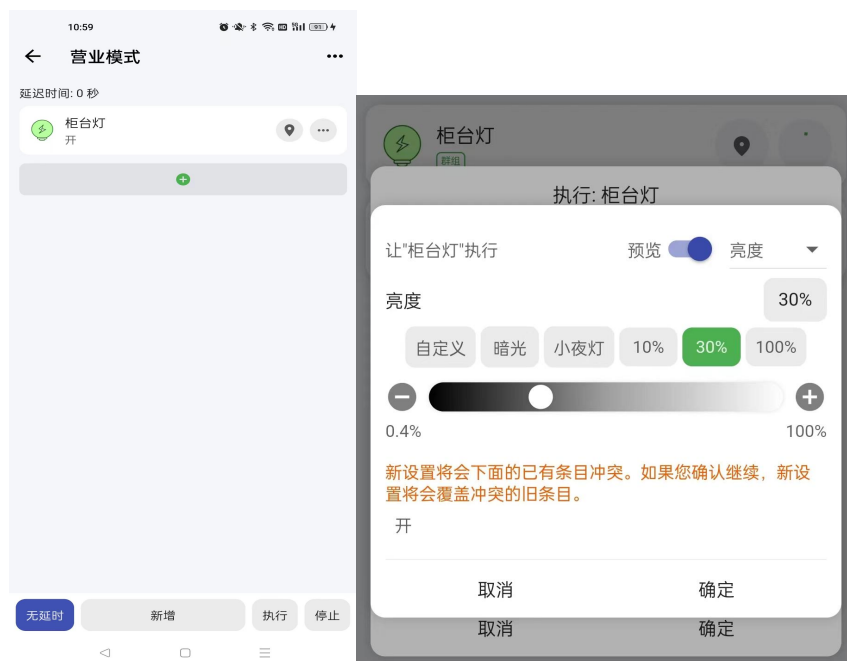 10:59
营业模式
延迟时间: 0 秒
柜台灯
开
无延时
新增
执行
停止
柜台灯
群组
执行: 柜台灯
让"柜台灯"执行
预览
亮度
亮度
30%
自定义
暗光
小夜灯
10%
30%
100%
0.4%
100%
新设置将会下面的已有条目冲突。如果您确认继续，新设
置将会覆盖冲突的旧条目。
开
取消
确定
取消
确定